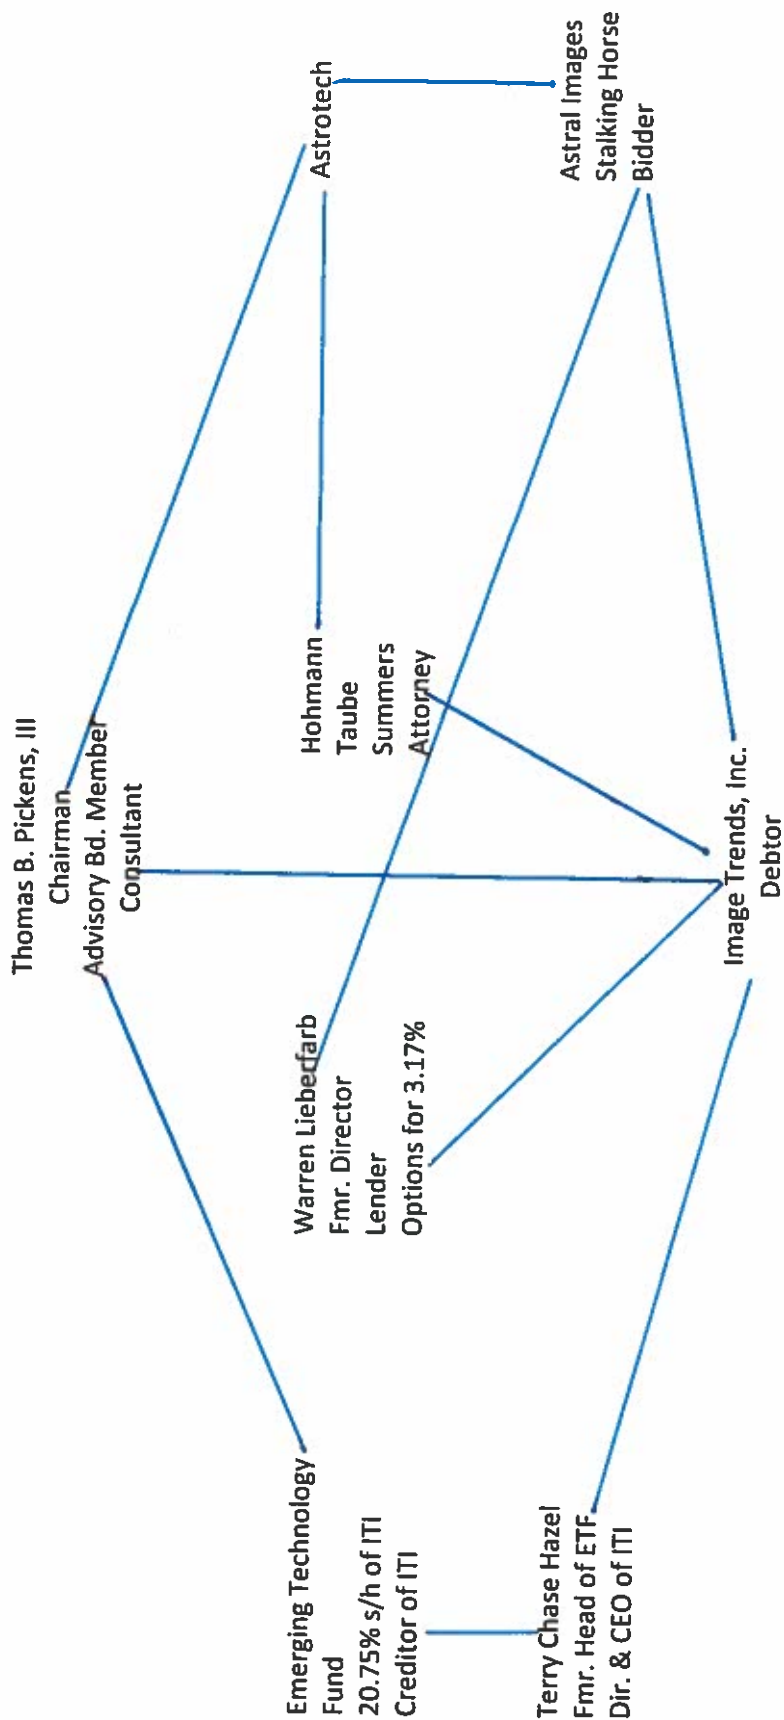 Thomas B. Pickens, III
Chairman
Advisory Bd. Member
Consultant
Emerging Technology
Fund
20.75% s/h of ITI
Creditor of ITI
Warren Lieberfarb
Fmr. Director
Lender
Options for 3.17%
Hohmann
Taube
Summers
Attorney
Astrotech
Terry Chase Hazel
Fmr. Head of ETF
Dir. & CEO of ITI
Image Trends, Inc.
Debtor
Astral Images
Stalking Horse
Bidder